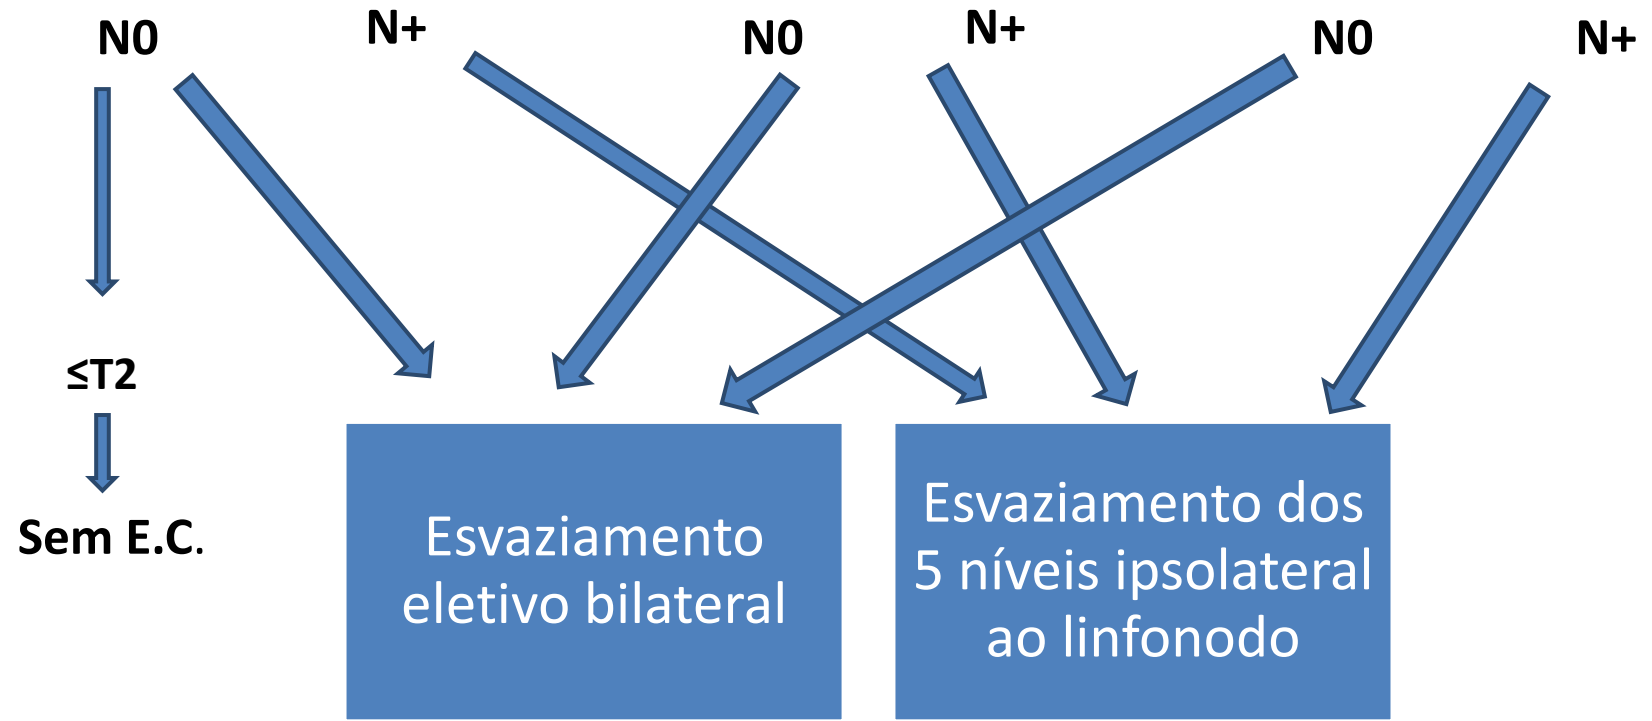 N0 N+ N0 N+ N0 N+
≤T2
Sem E.C.
Esvaziamento
eletivo bilateral
Esvaziamento dos
5 níveis ipsolateral
ao linfonodo